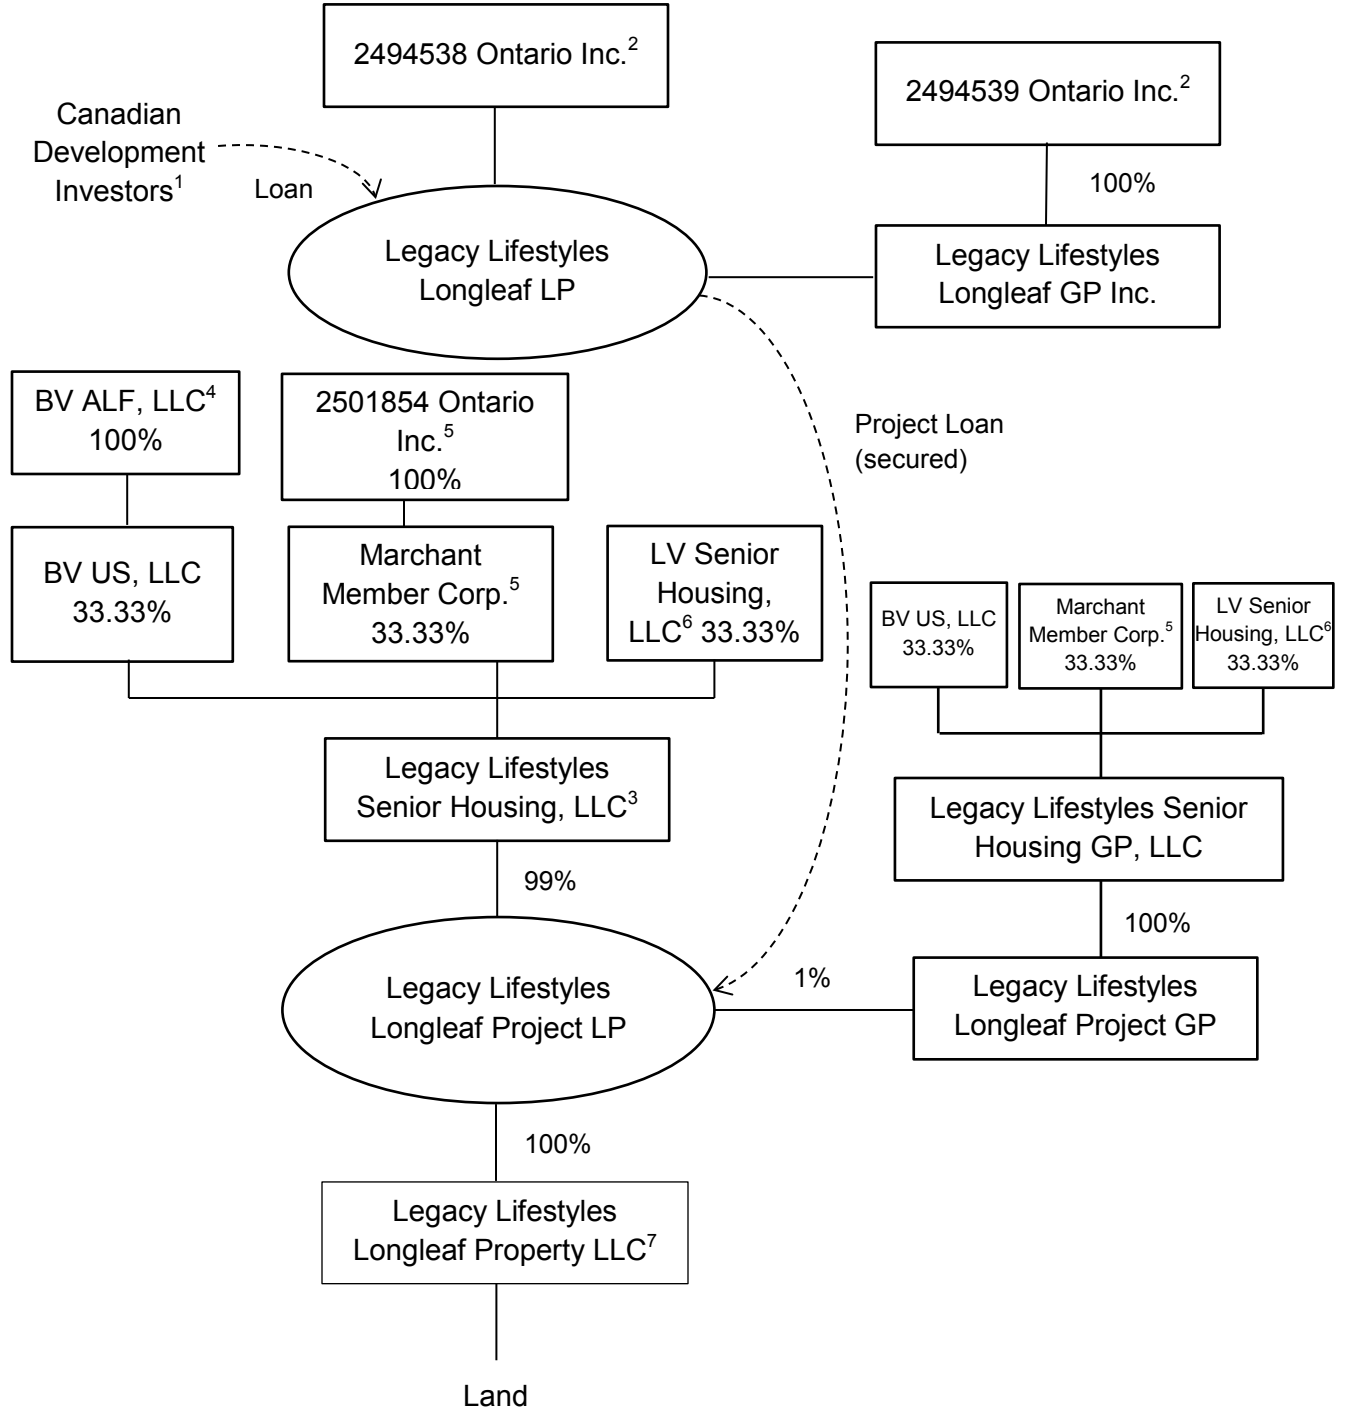 2494538 Ontario Inc.²
2494539 Ontario Inc.²
Canadian
Development
Investors¹
Loan
100%
Legacy Lifestyles
Longleaf LP
Legacy Lifestyles
Longleaf GP Inc.
BV ALF, LLC⁴
100%
2501854 Ontario
Inc.⁵
100%
Project Loan
(secured)
BV US, LLC
33.33%
Marchant
Member Corp.⁵
33.33%
LV Senior
Housing,
LLC⁶ 33.33%
BV US, LLC
33.33%
Marchant
Member Corp.⁵
33.33%
LV Senior
Housing, LLC⁶
33.33%
Legacy Lifestyles
Senior Housing, LLC³
Legacy Lifestyles Senior
Housing GP, LLC
99%
100%
Legacy Lifestyles
Longleaf Project LP
1%
Legacy Lifestyles
Longleaf Project GP
100%
Legacy Lifestyles
Longleaf Property LLC⁷
Land